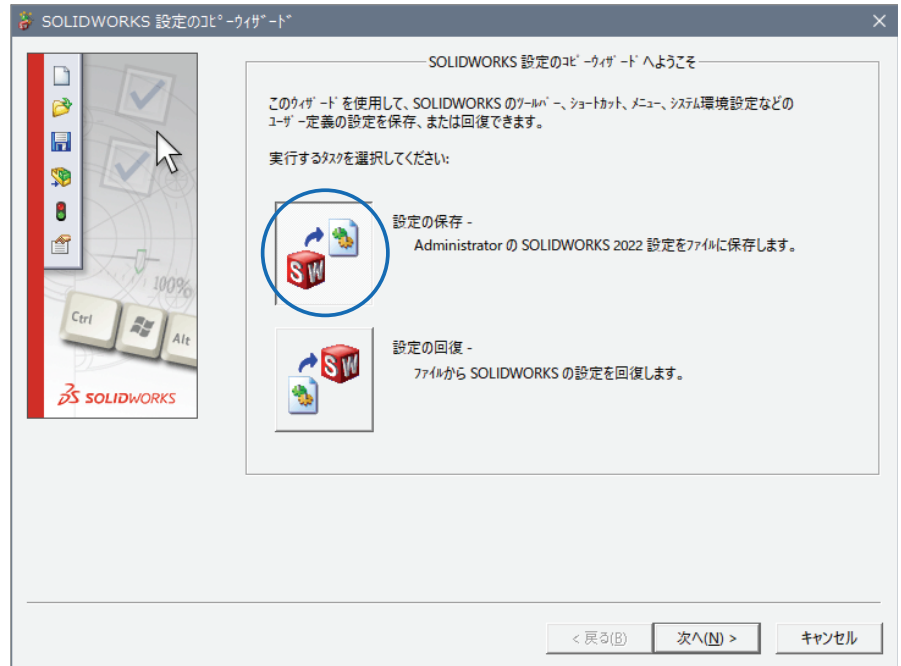 SOLIDWORKS 設定のｺﾋﾟｰｳｨｻﾞｰﾄﾞ
SOLIDWORKS 設定のｺﾋﾟｰｳｨｻﾞｰﾄﾞ へようこそ
このｳｨｻﾞｰﾄﾞを使用して、SOLIDWORKS のﾂｰﾙﾊﾞｰ、ｼｮｰﾄｶｯﾄ、ﾒﾆｭｰ、ｼｽﾃﾑ環境設定などの
ﾕｰｻﾞｰ定義の設定を保存、または回復できます。
実行するﾀｽｸを選択してください:
設定の保存 -
Administrator の SOLIDWORKS 2022 設定をﾌｧｲﾙに保存します。
SW
設定の回復 -
ﾌｧｲﾙから SOLIDWORKS の設定を回復します。
SW
100%
Ctrl
Alt
SOLIDWORKS
< 戻る(B)
次へ(N) >
キャンセル